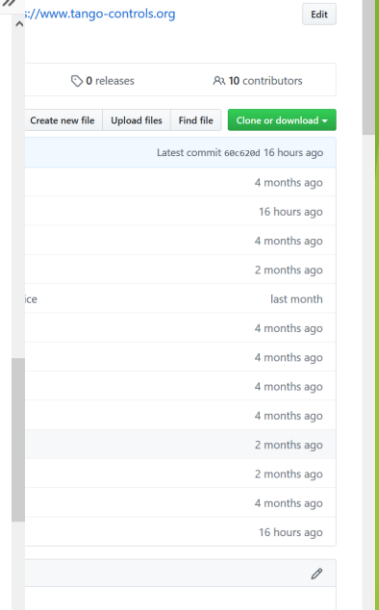 s://www.tango-controls.org Edit
0 releases 10 contributors
Create new file Upload files Find file Clone or download
Latest commit 60c620d 16 hours ago
4 months ago
16 hours ago
4 months ago
2 months ago
ice last month
4 months ago
4 months ago
4 months ago
4 months ago
2 months ago
2 months ago
4 months ago
16 hours ago